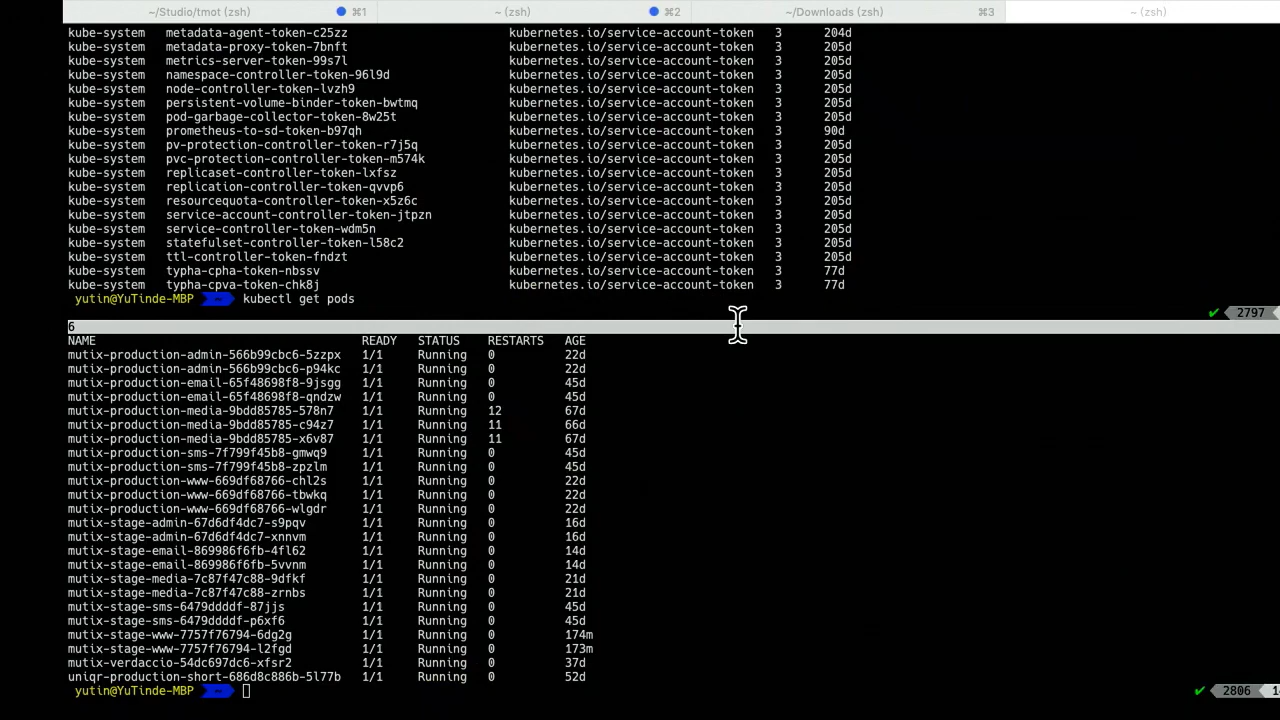 ~/Studio/tmot (zsh) ⌘1 ~ (zsh) ⌘2 ~/Downloads (zsh) ⌘3 ~ (zsh)
kube-system metadata-agent-token-c25zz kubernetes.io/service-account-token 3 204d
kube-system metadata-proxy-token-7bnft kubernetes.io/service-account-token 3 205d
kube-system metrics-server-token-99s7l kubernetes.io/service-account-token 3 205d
kube-system namespace-controller-token-96l9d kubernetes.io/service-account-token 3 205d
kube-system node-controller-token-lvzh9 kubernetes.io/service-account-token 3 205d
kube-system persistent-volume-binder-token-bwtmq kubernetes.io/service-account-token 3 205d
kube-system pod-garbage-collector-token-8w25t kubernetes.io/service-account-token 3 205d
kube-system prometheus-to-sd-token-b97qh kubernetes.io/service-account-token 3 90d
kube-system pv-protection-controller-token-r7j5q kubernetes.io/service-account-token 3 205d
kube-system pvc-protection-controller-token-m574k kubernetes.io/service-account-token 3 205d
kube-system replicaset-controller-token-lxfsz kubernetes.io/service-account-token 3 205d
kube-system replication-controller-token-qvvp6 kubernetes.io/service-account-token 3 205d
kube-system resourcequota-controller-token-x5z6c kubernetes.io/service-account-token 3 205d
kube-system service-account-controller-token-jtpzn kubernetes.io/service-account-token 3 205d
kube-system service-controller-token-wdm5n kubernetes.io/service-account-token 3 205d
kube-system statefulset-controller-token-l58c2 kubernetes.io/service-account-token 3 205d
kube-system ttl-controller-token-fndzt kubernetes.io/service-account-token 3 205d
kube-system typha-cpha-token-nbssv kubernetes.io/service-account-token 3 77d
kube-system typha-cpva-token-chk8j kubernetes.io/service-account-token 3 77d
yutin@YuTinde-MBP ~ kubectl get pods
✔ 2797
6
NAME READY STATUS RESTARTS AGE
mutix-production-admin-566b99cbc6-5zzpx 1/1 Running 0 22d
mutix-production-admin-566b99cbc6-p94kc 1/1 Running 0 22d
mutix-production-email-65f48698f8-9jsgg 1/1 Running 0 45d
mutix-production-email-65f48698f8-qndzw 1/1 Running 0 45d
mutix-production-media-9bdd85785-578n7 1/1 Running 12 67d
mutix-production-media-9bdd85785-c94z7 1/1 Running 11 66d
mutix-production-media-9bdd85785-x6v87 1/1 Running 11 67d
mutix-production-sms-7f799f45b8-gmwq9 1/1 Running 0 45d
mutix-production-sms-7f799f45b8-zpzlm 1/1 Running 0 45d
mutix-production-www-669df68766-chl2s 1/1 Running 0 22d
mutix-production-www-669df68766-tbwkq 1/1 Running 0 22d
mutix-production-www-669df68766-wlgdr 1/1 Running 0 22d
mutix-stage-admin-67d6df4dc7-s9pqv 1/1 Running 0 16d
mutix-stage-admin-67d6df4dc7-xnnvm 1/1 Running 0 16d
mutix-stage-email-869986f6fb-4fl62 1/1 Running 0 14d
mutix-stage-email-869986f6fb-5vvnm 1/1 Running 0 14d
mutix-stage-media-7c87f47c88-9dfkf 1/1 Running 0 21d
mutix-stage-media-7c87f47c88-zrnbs 1/1 Running 0 21d
mutix-stage-sms-6479ddddf-87jjs 1/1 Running 0 45d
mutix-stage-sms-6479ddddf-p6xf6 1/1 Running 0 45d
mutix-stage-www-7757f76794-6dg2g 1/1 Running 0 174m
mutix-stage-www-7757f76794-l2fgd 1/1 Running 0 173m
mutix-verdaccio-54dc697dc6-xfsr2 1/1 Running 0 37d
uniqr-production-short-686d8c886b-5l77b 1/1 Running 0 52d
yutin@YuTinde-MBP ~ ✔ 2806